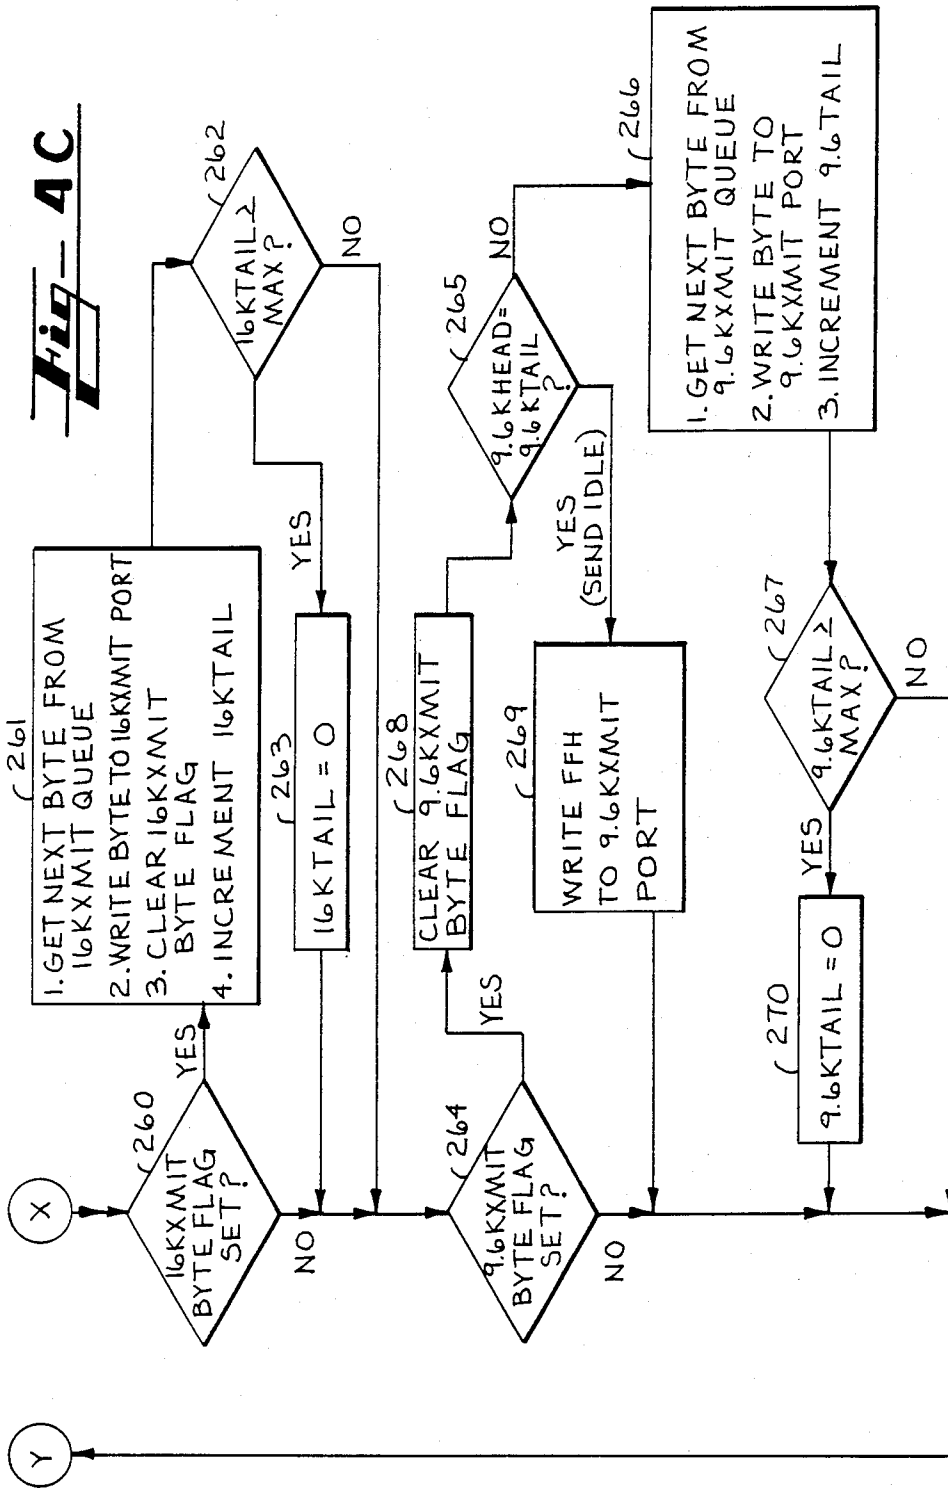 Fig-4C
X
260
16KXMIT
BYTE FLAG
SET?
YES
NO
261
1. GET NEXT BYTE FROM
16KXMIT QUEUE
2. WRITE BYTE TO 16KXMIT PORT
3. CLEAR 16KXMIT
BYTE FLAG
4. INCREMENT 16KTAIL
262
16KTAIL ≥
MAX?
NO
YES
263
16KTAIL = 0
264
9.6KXMIT
BYTE FLAG
SET?
YES
NO
268
CLEAR 9.6KXMIT
BYTE FLAG
265
9.6KHEAD=
9.6KTAIL
?
NO
YES
(SEND IDLE)
269
WRITE FFH
TO 9.6KXMIT
PORT
266
1. GET NEXT BYTE FROM
9.6KXMIT QUEUE
2. WRITE BYTE TO
9.6KXMIT PORT
3. INCREMENT 9.6TAIL
267
9.6KTAIL ≥
MAX?
NO
YES
270
9.6KTAIL = 0
Y